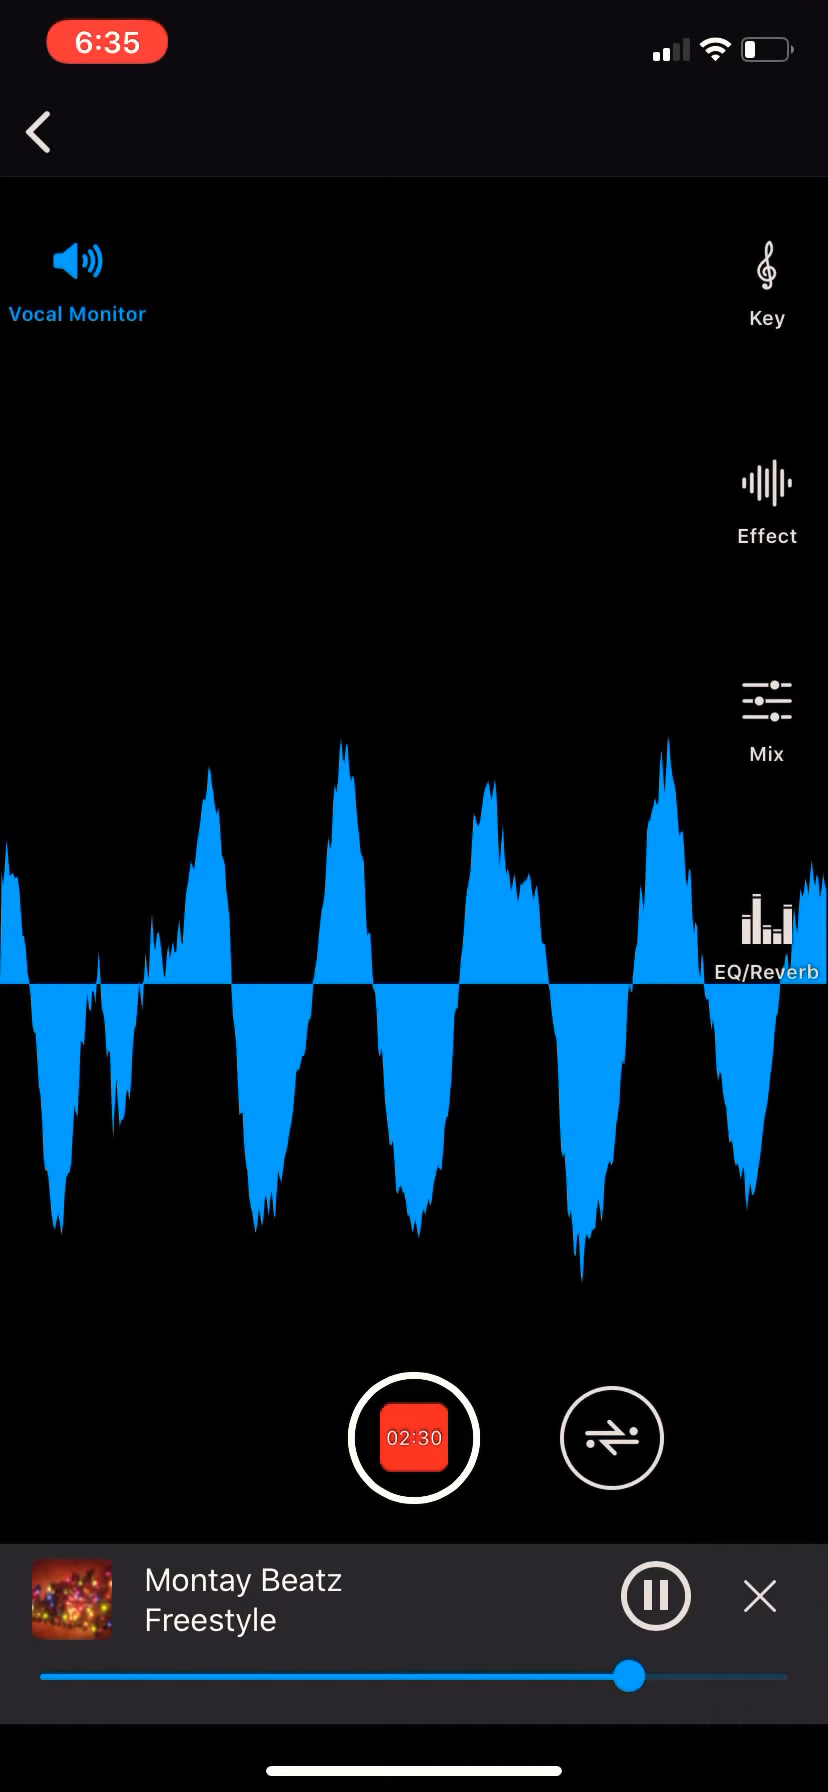 6:35
Vocal Monitor
Key
Effect
Mix
EQ/Reverb
02:30
Montay Beatz
Freestyle